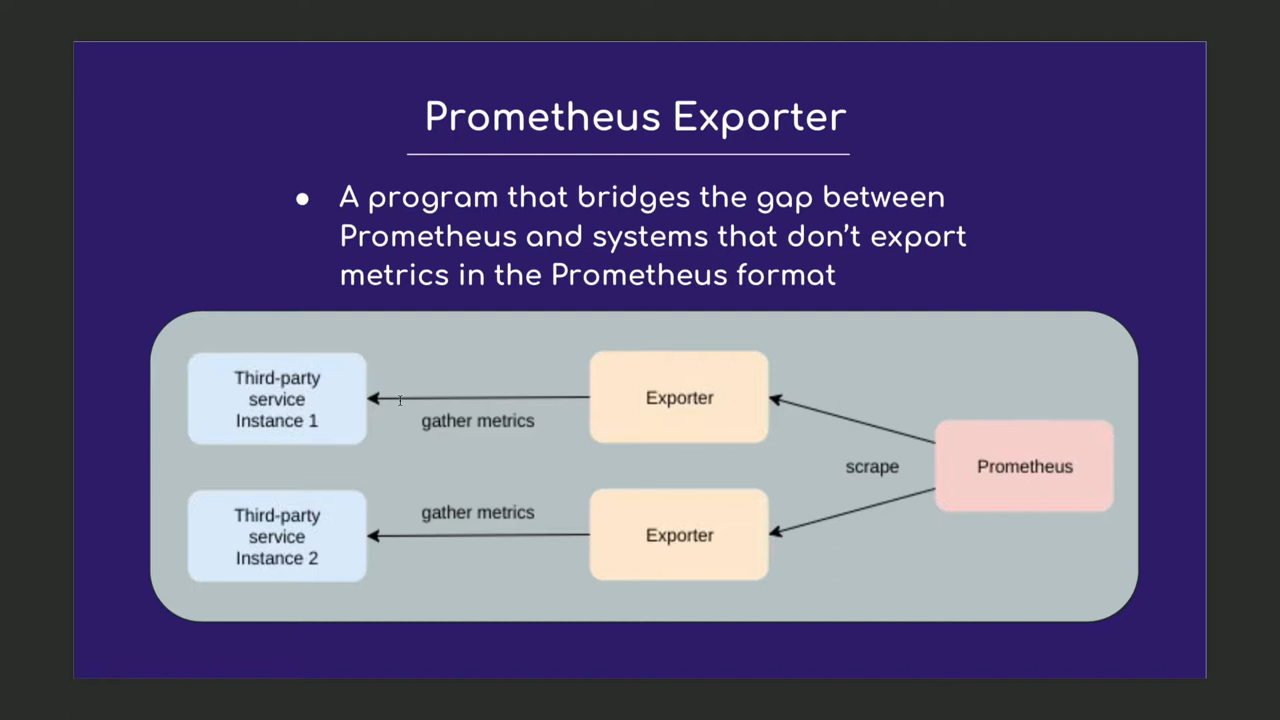 Prometheus Exporter
● A program that bridges the gap between
Prometheus and systems that don’t export
metrics in the Prometheus format
Third-party
service
Instance 1
gather metrics
Exporter
scrape
Prometheus
Third-party
service
Instance 2
gather metrics
Exporter